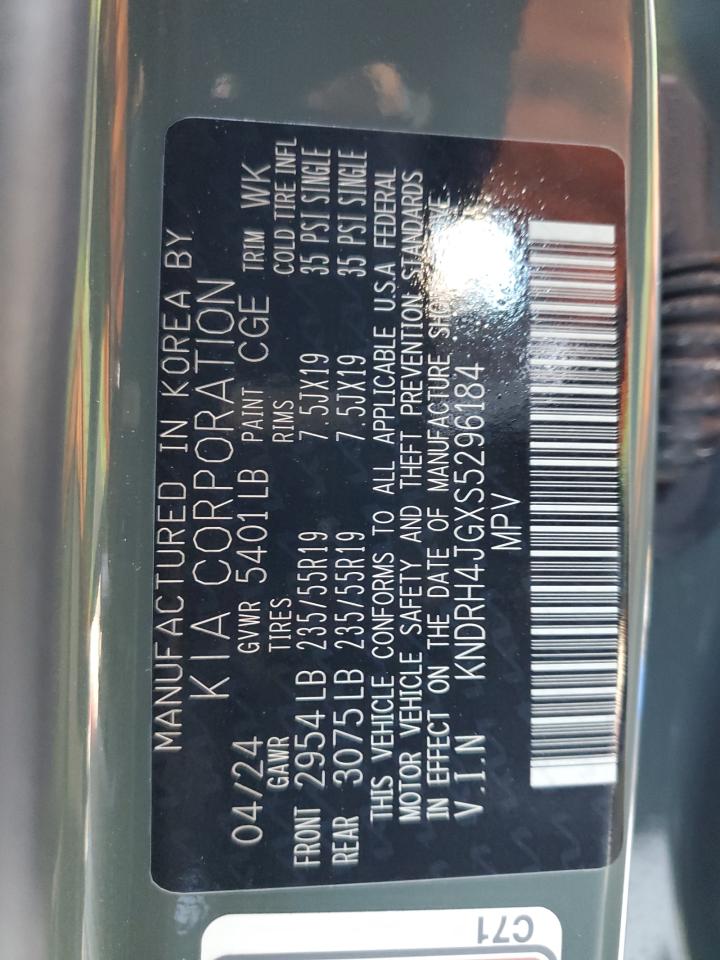 MANUFACTURED IN KOREA BY
KIA CORPORATION
04/24 GVWR 5401LB PAINT CGE TRIM WK
GAWR TIRES RIMS COLD TIRE INFL
FRONT 2954LB 235/55R19 7.5JX19 35 PSI SINGLE
REAR 3075LB 235/55R19 7.5JX19 35 PSI SINGLE
THIS VEHICLE CONFORMS TO ALL APPLICABLE U.S.A FEDERAL
MOTOR VEHICLE SAFETY AND THEFT PREVENTION STANDARDS
IN EFFECT ON THE DATE OF MANUFACTURE
V.I.N KNDRH4JGXS5296184
MPV
C71